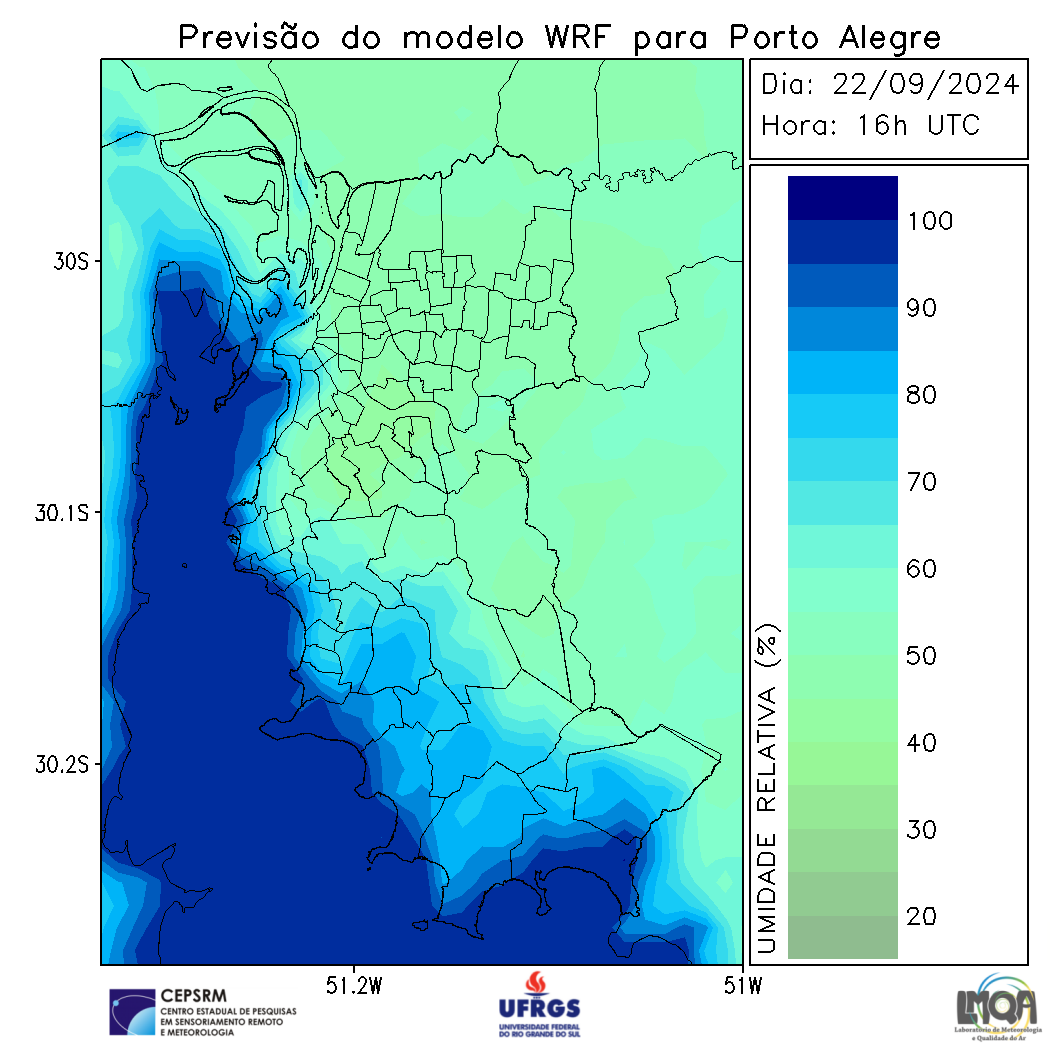 Previsão do modelo WRF para Porto Alegre
Dia: 22/09/2024
Hora: 16h UTC
30S
30.1S
30.2S
51.2W
51W
UMIDADE RELATIVA (%)
100
90
80
70
60
50
40
30
20
CEPSRM
CENTRO ESTADUAL DE PESQUISAS
EM SENSORIAMENTO REMOTO
E METEOROLOGIA
UFRGS
UNIVERSIDADE FEDERAL
DO RIO GRANDE DO SUL
LMQA
Laboratório de Meteorologia
e Qualidade do Ar